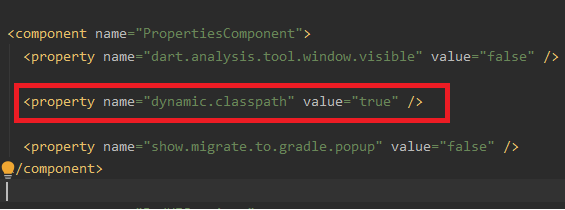 <component name="PropertiesComponent">
<property name="dart.analysis.tool.window.visible" value="false" />
<property name="dynamic.classpath" value="true" />
<property name="show.migrate.to.gradle.popup" value="false" />
/component>